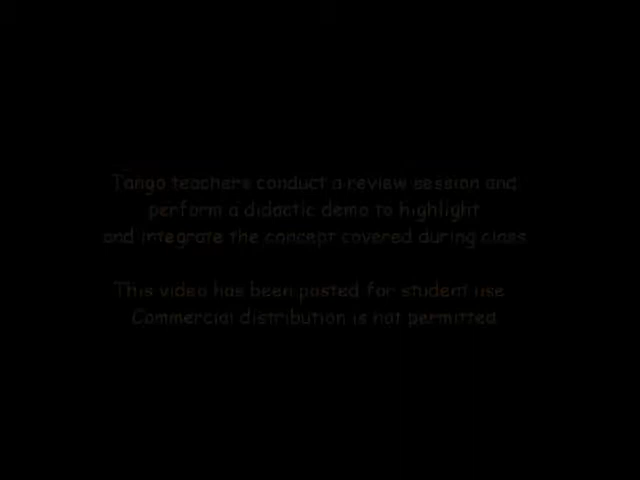 Tango teachers conduct a review session and
perform a didactic demo to highlight
and integrate the concept covered during class
This video has been posted for student use
Commercial distribution is not permitted